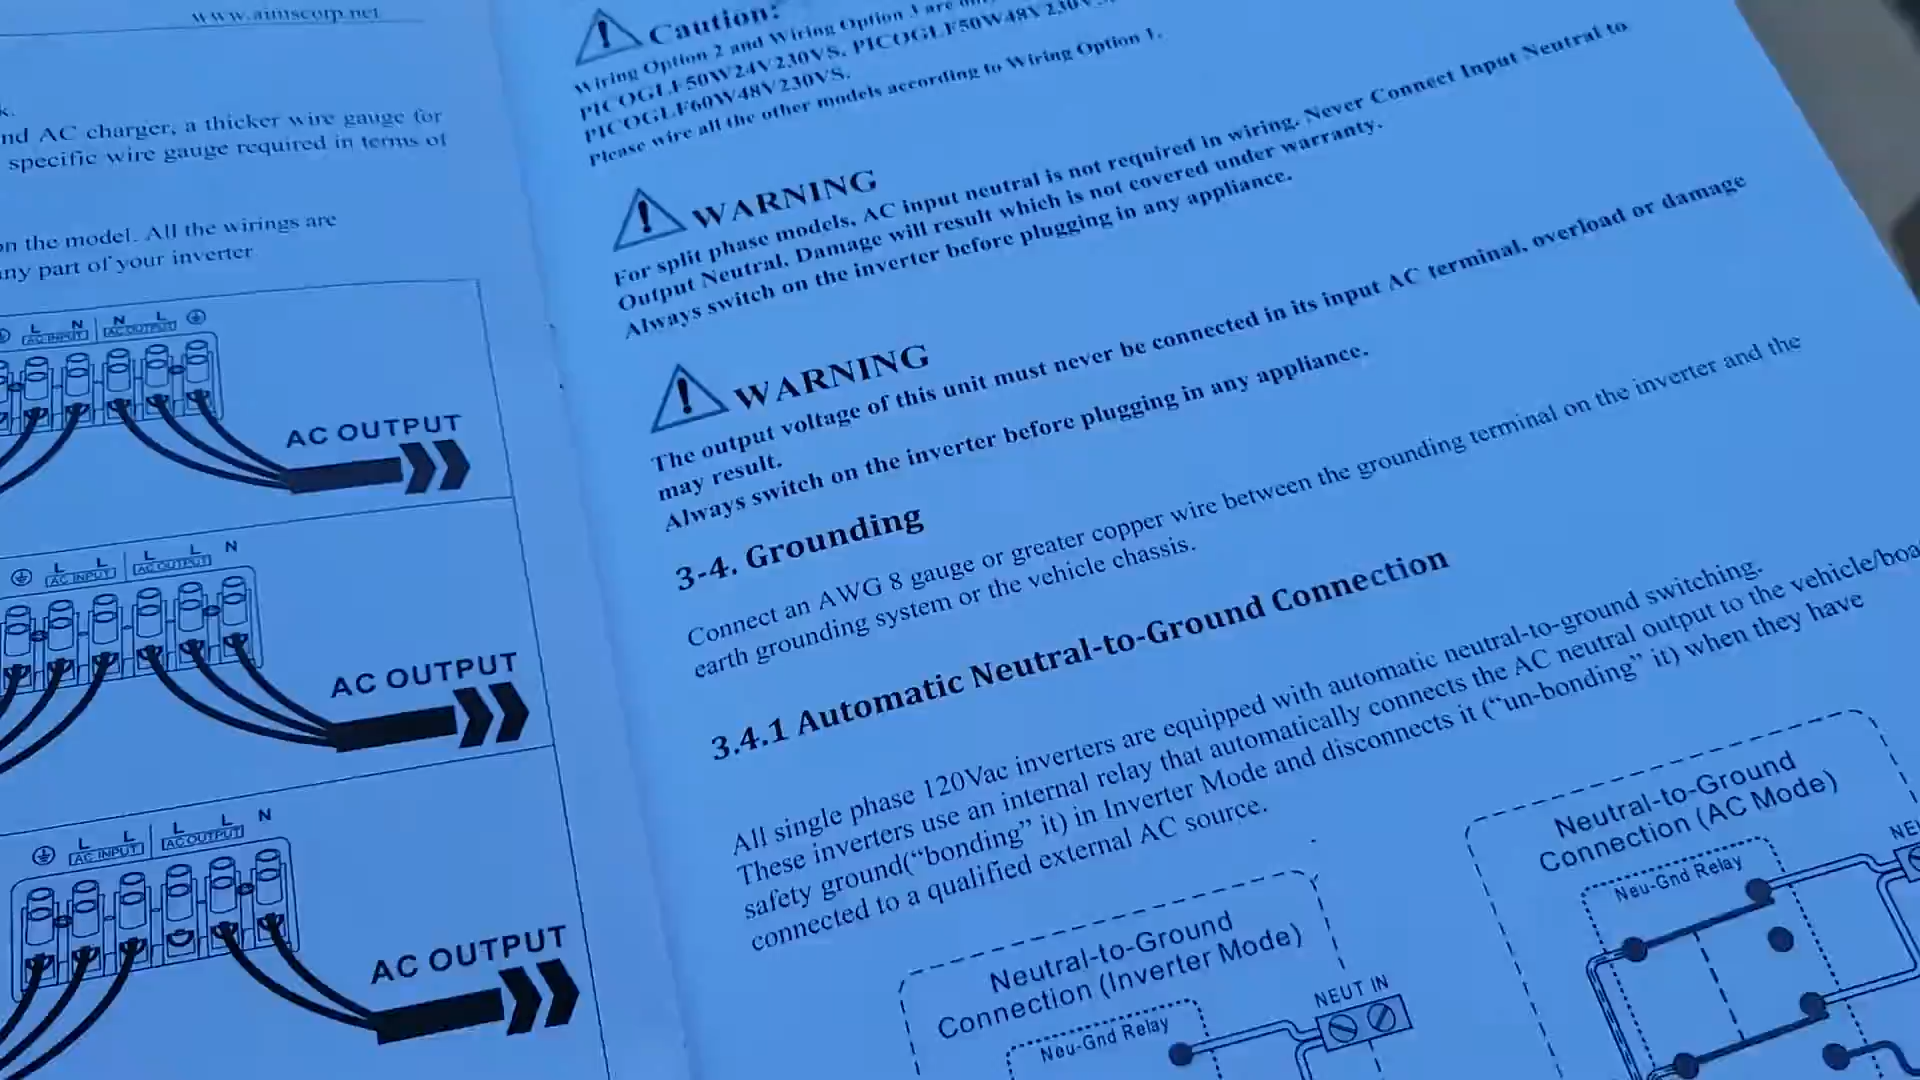 www.aimscorp.net
k.
nd AC charger, a thicker wire gauge for
specific wire gauge required in terms of
on the model. All the wirings are
ny part of your inverter
L N N L
AC INPUT AC OUTPUT
AC OUTPUT
L L L L N
AC INPUT AC OUTPUT
AC OUTPUT
L L L L N
AC INPUT AC OUTPUT
AC OUTPUT
Caution:
Wiring Option 2 and Wiring Option 3 are
PICOGLF50W24V230VS, PICOGLF50W48V230V
PICOGLF60W48V230VS.
Please wire all the other models according to Wiring Option 1.
WARNING
For split phase models, AC input neutral is not required in wiring. Never Connect Input Neutral to
Output Neutral. Damage will result which is not covered under warranty.
Always switch on the inverter before plugging in any appliance.
WARNING
The output voltage of this unit must never be connected in its input AC terminal, overload or damage
may result.
Always switch on the inverter before plugging in any appliance.
3-4. Grounding
Connect an AWG 8 gauge or greater copper wire between the grounding terminal on the inverter and the
earth grounding system or the vehicle chassis.
3.4.1 Automatic Neutral-to-Ground Connection
All single phase 120Vac inverters are equipped with automatic neutral-to-ground switching.
These inverters use an internal relay that automatically connects the AC neutral output to the vehicle/boa
safety ground(“bonding” it) in Inverter Mode and disconnects it (“un-bonding” it) when they have
connected to a qualified external AC source.
Neutral-to-Ground
Connection (Inverter Mode)
Neu-Gnd Relay
NEUT IN
Neutral-to-Ground
Connection (AC Mode)
Neu-Gnd Relay
NEU